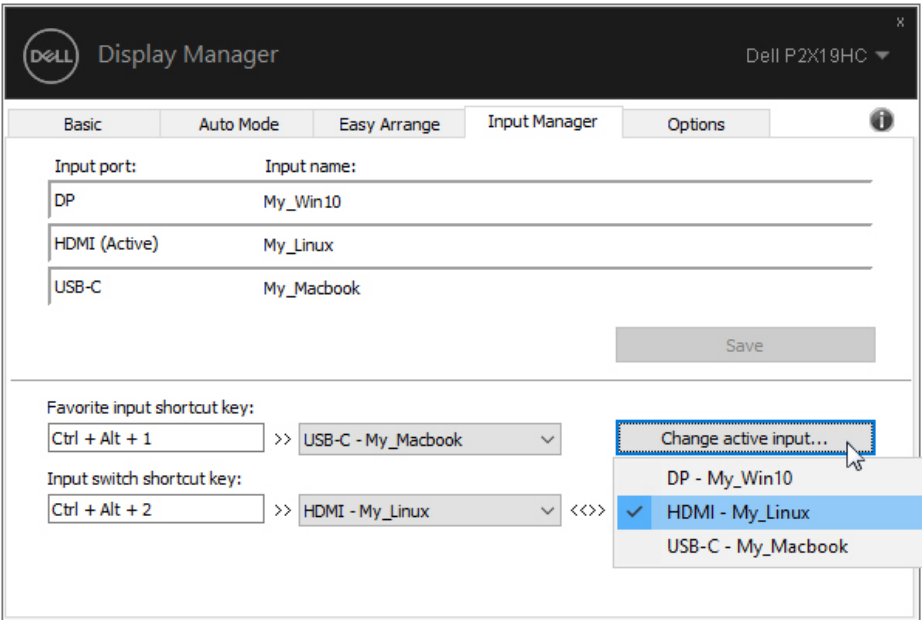 x
DELL Display Manager Dell P2X19HC
Basic Auto Mode Easy Arrange Input Manager Options i
Input port: Input name:
DP My_Win10
HDMI (Active) My_Linux
USB-C My_Macbook
Save
Favorite input shortcut key:
Ctrl + Alt + 1 >> USB-C - My_Macbook Change active input...
Input switch shortcut key:
DP - My_Win10
Ctrl + Alt + 2 >> HDMI - My_Linux <<>> HDMI - My_Linux
USB-C - My_Macbook